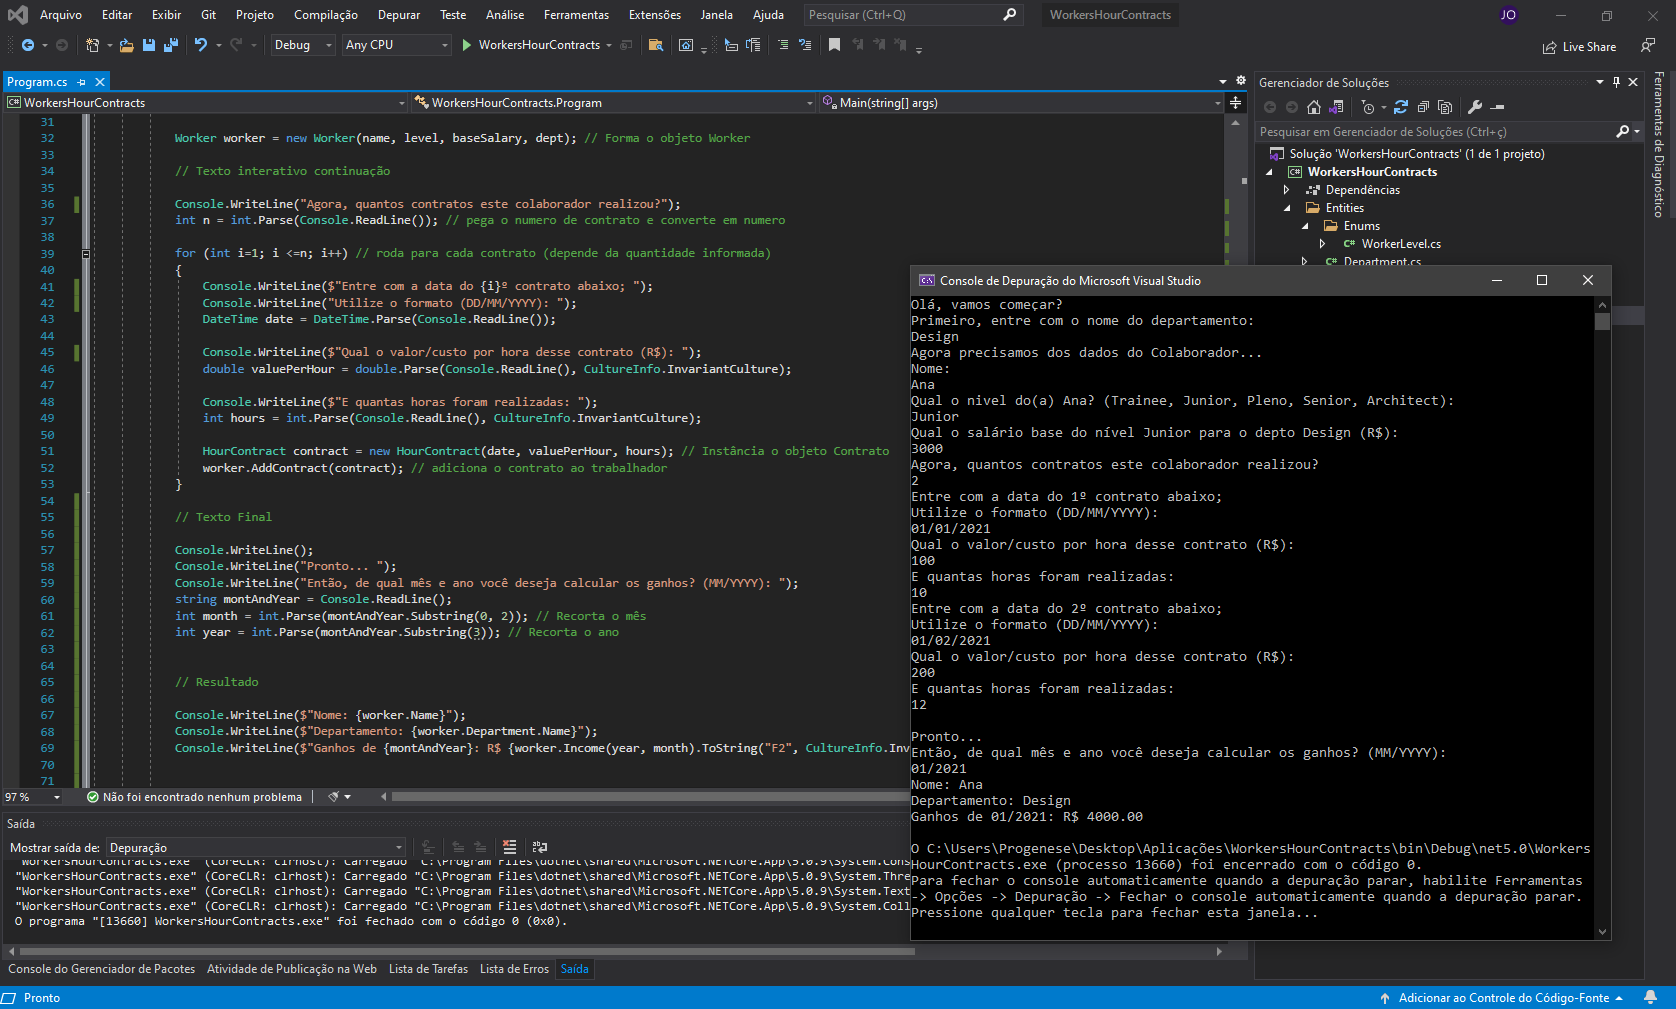 Arquivo Editar Exibir Git Projeto Compilação Depurar Teste Análise Ferramentas Extensões Janela Ajuda Pesquisar (Ctrl+Q) WorkersHourContracts JO
Debug Any CPU WorkersHourContracts Live Share
Program.cs
WorkersHourContracts WorkersHourContracts.Program Main(string[] args)
31
32 Worker worker = new Worker(name, level, baseSalary, dept); // Forma o objeto Worker
33
34 // Texto interativo continuação
35
36 Console.WriteLine("Agora, quantos contratos este colaborador realizou?");
37 int n = int.Parse(Console.ReadLine()); // pega o numero de contrato e converte em numero
38
39 for (int i=1; i <=n; i++) // roda para cada contrato (depende da quantidade informada)
40 {
41 Console.WriteLine($"Entre com a data do {i}º contrato abaixo; ");
42 Console.WriteLine("Utilize o formato (DD/MM/YYYY): ");
43 DateTime date = DateTime.Parse(Console.ReadLine());
44
45 Console.WriteLine($"Qual o valor/custo por hora desse contrato (R$): ");
46 double valuePerHour = double.Parse(Console.ReadLine(), CultureInfo.InvariantCulture);
47
48 Console.WriteLine($"E quantas horas foram realizadas: ");
49 int hours = int.Parse(Console.ReadLine(), CultureInfo.InvariantCulture);
50
51 HourContract contract = new HourContract(date, valuePerHour, hours); // Instância o objeto Contrato
52 worker.AddContract(contract); // adiciona o contrato ao trabalhador
53 }
54
55 // Texto Final
56
57 Console.WriteLine();
58 Console.WriteLine("Pronto... ");
59 Console.WriteLine("Então, de qual mês e ano você deseja calcular os ganhos? (MM/YYYY): ");
60 string montAndYear = Console.ReadLine();
61 int month = int.Parse(montAndYear.Substring(0, 2)); // Recorta o mês
62 int year = int.Parse(montAndYear.Substring(3)); // Recorta o ano
63
64
65 // Resultado
66
67 Console.WriteLine($"Nome: {worker.Name}");
68 Console.WriteLine($"Departamento: {worker.Department.Name}");
69 Console.WriteLine($"Ganhos de {montAndYear}: R$ {worker.Income(year, month).ToString("F2", CultureInfo.Inv
70
71
97 % Não foi encontrado nenhum problema
Saída
Mostrar saída de: Depuração
"WorkersHourContracts.exe" (CoreCLR: clrhost): Carregado "C:\Program Files\dotnet\shared\Microsoft.NETCore.App\5.0.9\System.Cons
"WorkersHourContracts.exe" (CoreCLR: clrhost): Carregado "C:\Program Files\dotnet\shared\Microsoft.NETCore.App\5.0.9\System.Thre
"WorkersHourContracts.exe" (CoreCLR: clrhost): Carregado "C:\Program Files\dotnet\shared\Microsoft.NETCore.App\5.0.9\System.Text
"WorkersHourContracts.exe" (CoreCLR: clrhost): Carregado "C:\Program Files\dotnet\shared\Microsoft.NETCore.App\5.0.9\System.Coll
O programa "[13660] WorkersHourContracts.exe" foi fechado com o código 0 (0x0).
Console do Gerenciador de Pacotes Atividade de Publicação na Web Lista de Tarefas Lista de Erros Saída
Pronto Adicionar ao Controle do Código-Fonte
Gerenciador de Soluções
Pesquisar em Gerenciador de Soluções (Ctrl+ç)
Solução 'WorkersHourContracts' (1 de 1 projeto)
C# WorkersHourContracts
Dependências
Entities
Enums
C# WorkerLevel.cs
C# Department.cs
Ferramentas de Diagnóstico
Console de Depuração do Microsoft Visual Studio
Olá, vamos começar?
Primeiro, entre com o nome do departamento:
Design
Agora precisamos dos dados do Colaborador...
Nome:
Ana
Qual o nivel do(a) Ana? (Trainee, Junior, Pleno, Senior, Architect):
Junior
Qual o salário base do nível Junior para o depto Design (R$):
3000
Agora, quantos contratos este colaborador realizou?
2
Entre com a data do 1º contrato abaixo;
Utilize o formato (DD/MM/YYYY):
01/01/2021
Qual o valor/custo por hora desse contrato (R$):
100
E quantas horas foram realizadas:
10
Entre com a data do 2º contrato abaixo;
Utilize o formato (DD/MM/YYYY):
01/02/2021
Qual o valor/custo por hora desse contrato (R$):
200
E quantas horas foram realizadas:
12
Pronto...
Então, de qual mês e ano você deseja calcular os ganhos? (MM/YYYY):
01/2021
Nome: Ana
Departamento: Design
Ganhos de 01/2021: R$ 4000.00
O C:\Users\Progenese\Desktop\Aplicações\WorkersHourContracts\bin\Debug\net5.0\Workers
HourContracts.exe (processo 13660) foi encerrado com o código 0.
Para fechar o console automaticamente quando a depuração parar, habilite Ferramentas
-> Opções -> Depuração -> Fechar o console automaticamente quando a depuração parar.
Pressione qualquer tecla para fechar esta janela...